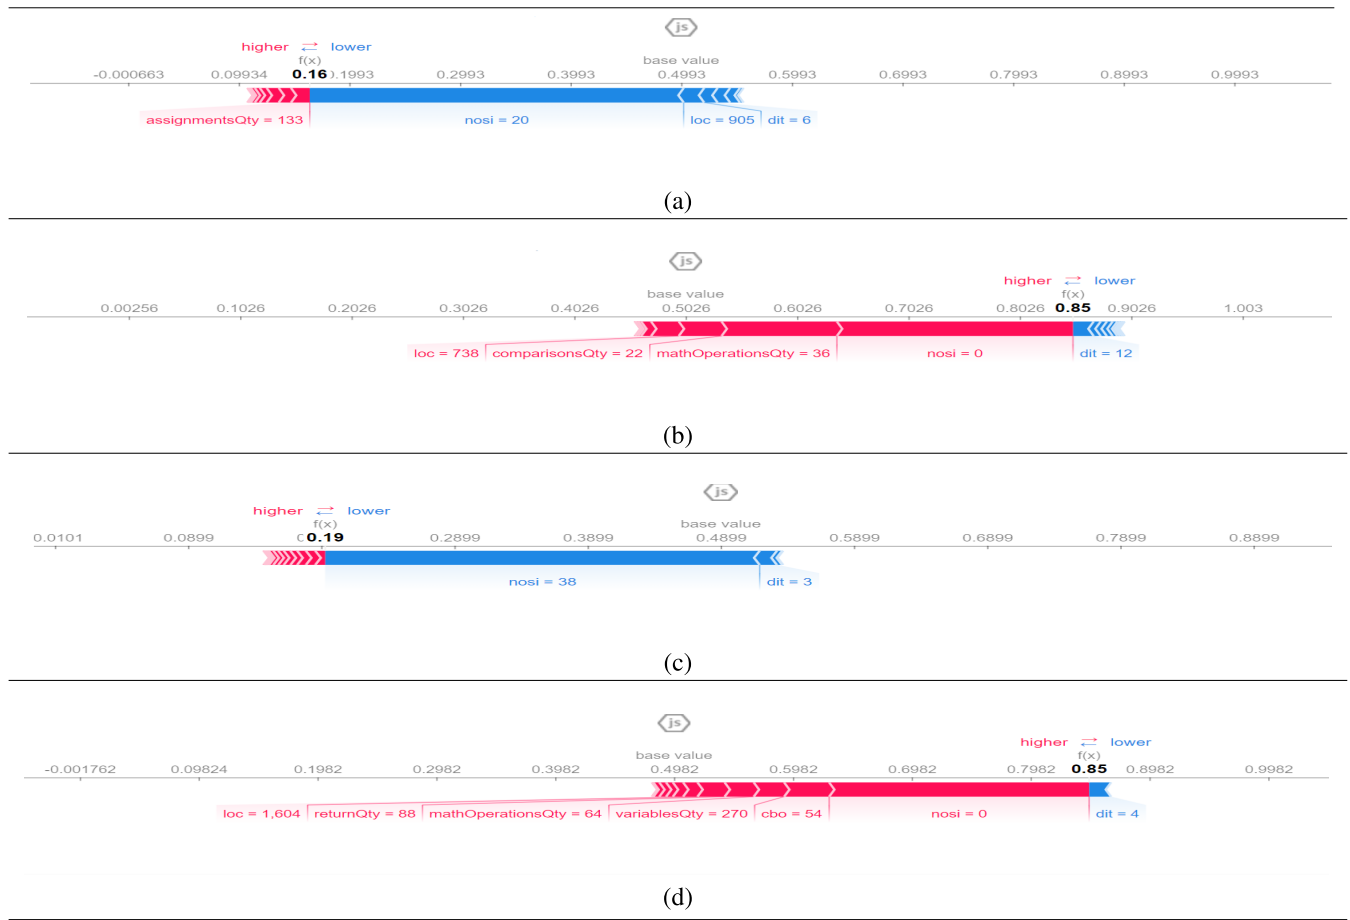 js
higher lower
f(x) base value
-0.000663 0.09934 0.16 0.1993 0.2993 0.3993 0.4993 0.5993 0.6993 0.7993 0.8993 0.9993
assignmentsQty = 133 nosi = 20 loc = 905 dit = 6
(a)
js
higher lower
base value f(x)
0.00256 0.1026 0.2026 0.3026 0.4026 0.5026 0.6026 0.7026 0.8026 0.85 0.9026 1.003
loc = 738 comparisonsQty = 22 mathOperationsQty = 36 nosi = 0 dit = 12
(b)
js
higher lower
f(x) base value
0.0101 0.0899 0.19 0.2899 0.3899 0.4899 0.5899 0.6899 0.7899 0.8899
nosi = 38 dit = 3
(c)
js
higher lower
base value f(x)
-0.001762 0.09824 0.1982 0.2982 0.3982 0.4982 0.5982 0.6982 0.7982 0.85 0.8982 0.9982
loc = 1,604 returnQty = 88 mathOperationsQty = 64 variablesQty = 270 cbo = 54 nosi = 0 dit = 4
(d)